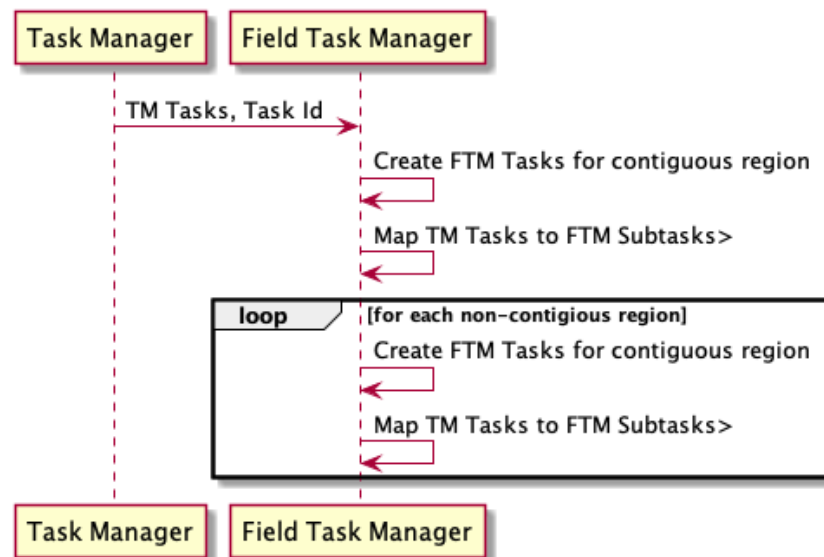 Task Manager
Field Task Manager
TM Tasks, Task Id
Create FTM Tasks for contiguous region
Map TM Tasks to FTM Subtasks>
loop
[for each non-contigious region]
Create FTM Tasks for contiguous region
Map TM Tasks to FTM Subtasks>
Task Manager
Field Task Manager